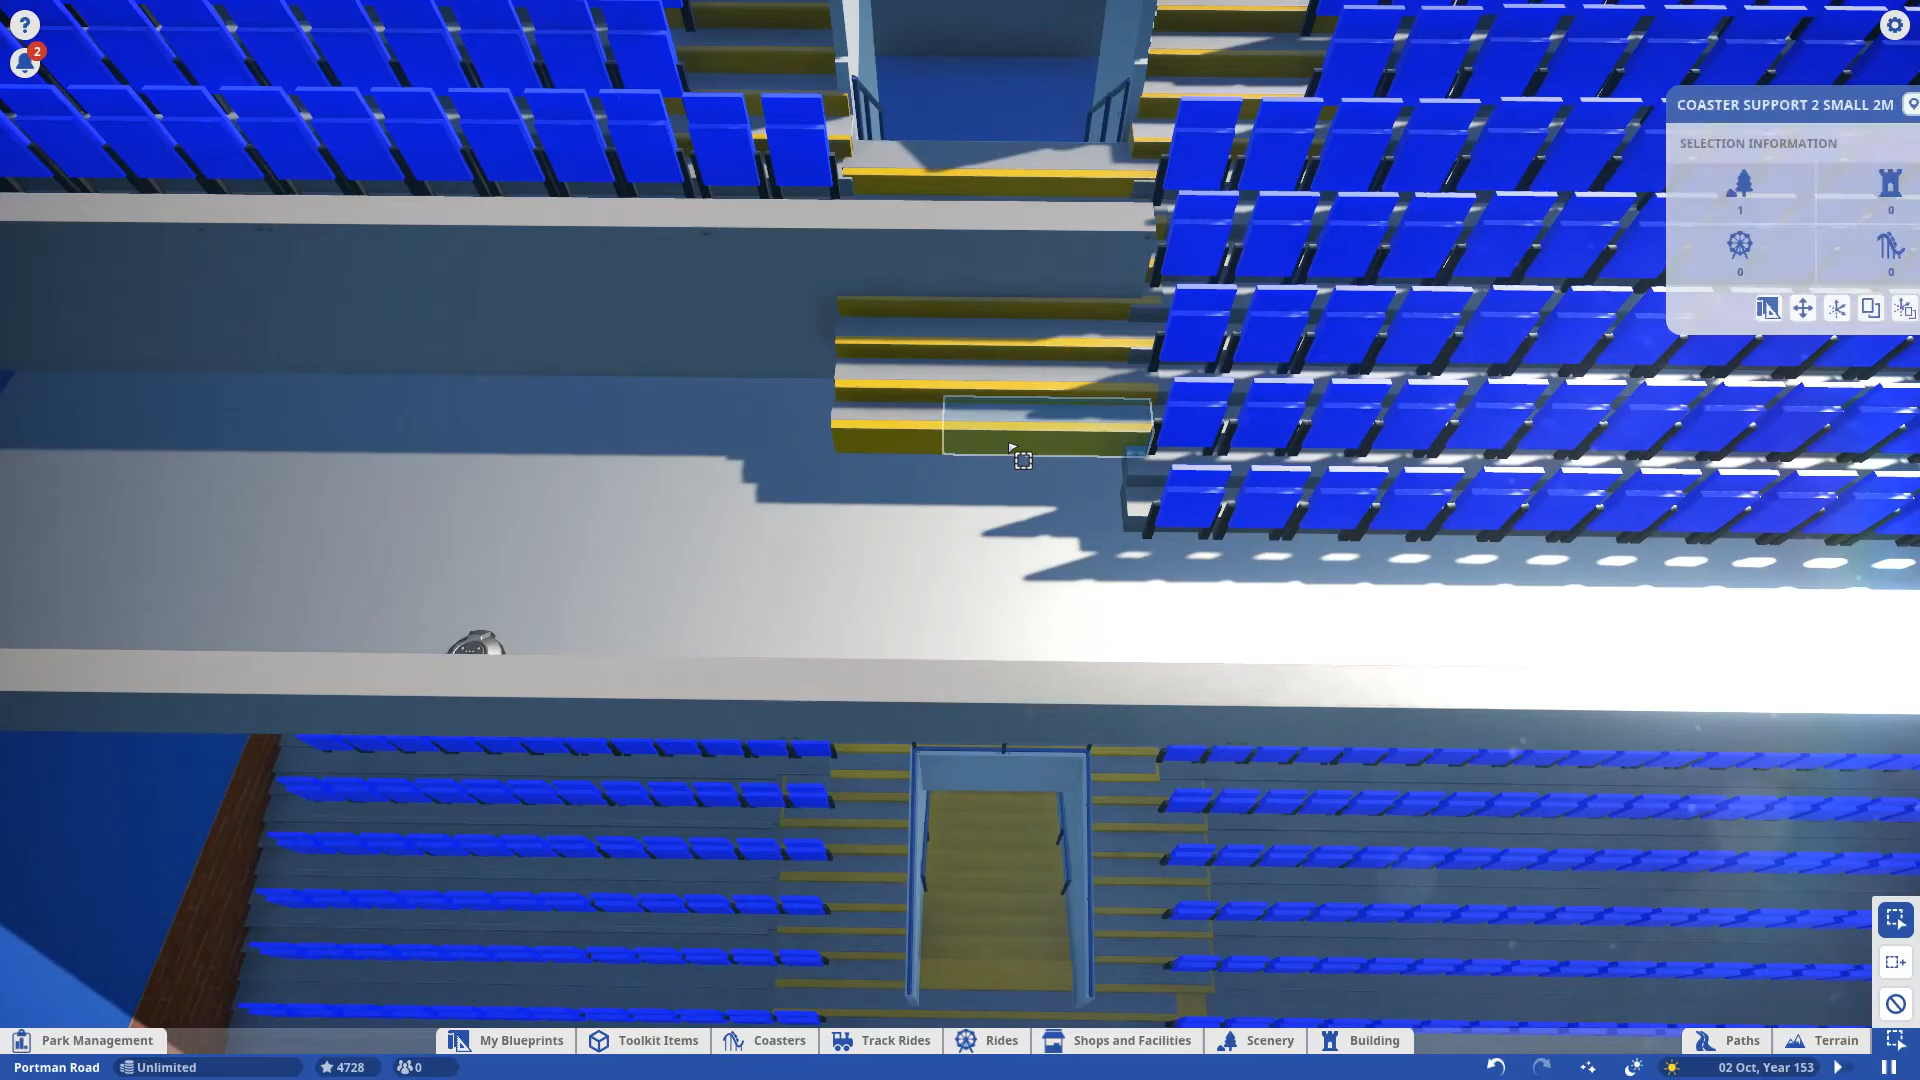 ?
2
COASTER SUPPORT 2 SMALL 2M
SELECTION INFORMATION
1
0
0
0
Park Management
My Blueprints
Toolkit Items
Coasters
Track Rides
Rides
Shops and Facilities
Scenery
Building
Paths
Terrain
Portman Road
Unlimited
4728
0
02 Oct, Year 153